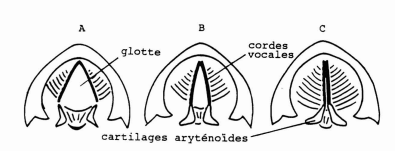 A B C
glotte
cordes
vocales
cartilages aryténoïdes